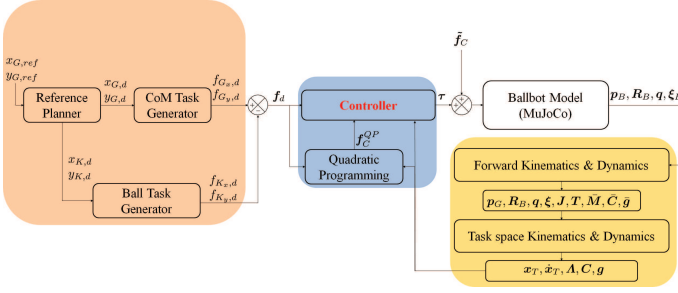 x_{G,ref}
y_{G,ref}
Reference
Planner
x_{G,d}
y_{G,d}
CoM Task
Generator
f_{G_x,d}
f_{G_y,d}
x_{K,d}
y_{K,d}
Ball Task
Generator
f_{K_x,d}
f_{K_y,d}
f_d
Controller
f_C^{QP}
Quadratic
Programming
τ
f̃_C
Ballbot Model
(MuJoCo)
p_B, R_B, q, ξ
Forward Kinematics & Dynamics
p_G, R_B, q, ξ, J, T, M̄, C̄, ḡ
Task space Kinematics & Dynamics
x_T, ẋ_T, Λ, C, g